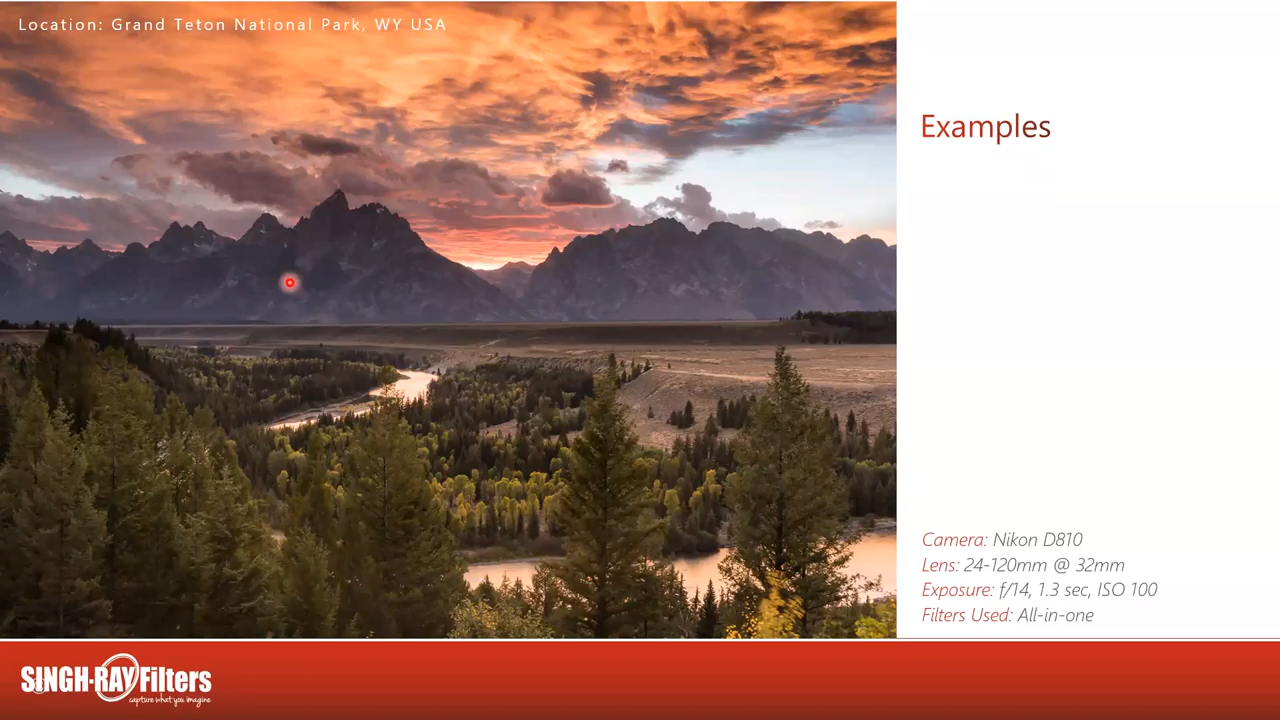 Location: Grand Teton National Park, WY USA
Examples
Camera: Nikon D810
Lens: 24-120mm @ 32mm
Exposure: f/14, 1.3 sec, ISO 100
Filters Used: All-in-one
SINGH-RAY Filters
capture what you imagine